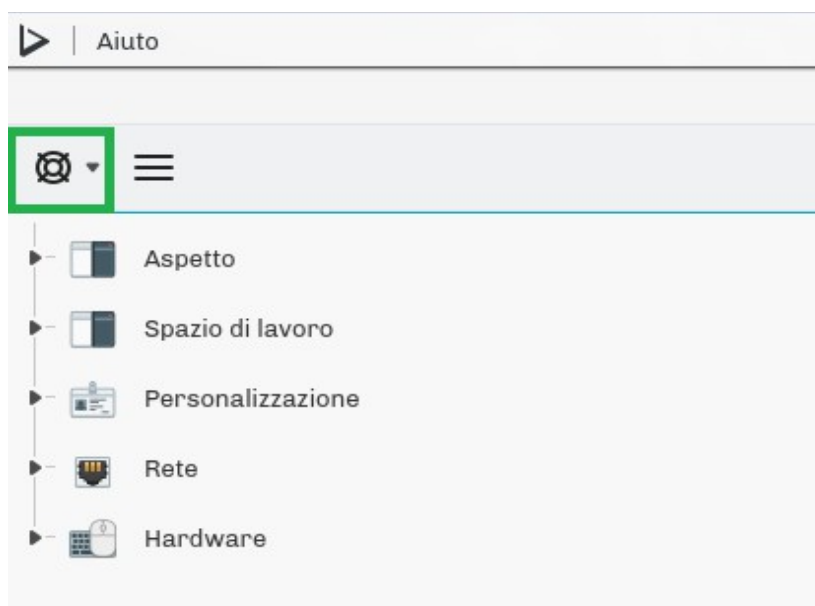 Aiuto
Aspetto
Spazio di lavoro
Personalizzazione
Rete
Hardware